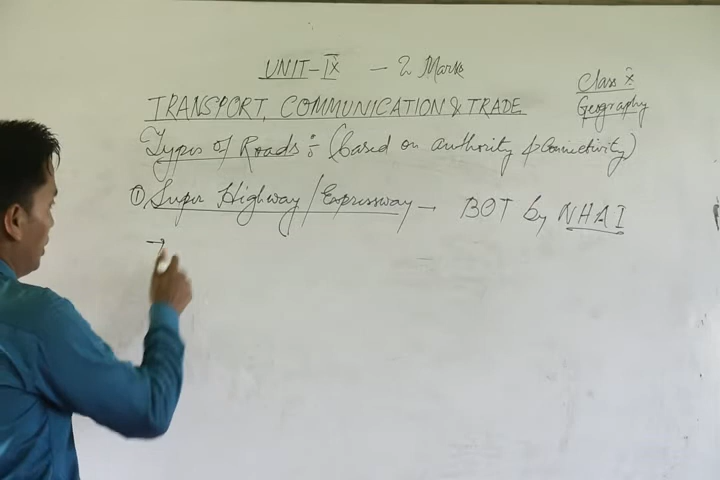 UNIT-IX - 2 Marks
Class X
Geography
TRANSPORT, COMMUNICATION & TRADE
Types of Roads : (based on authority & Connectivity)
① Super Highway/Expressway - BOT by NHAI
→